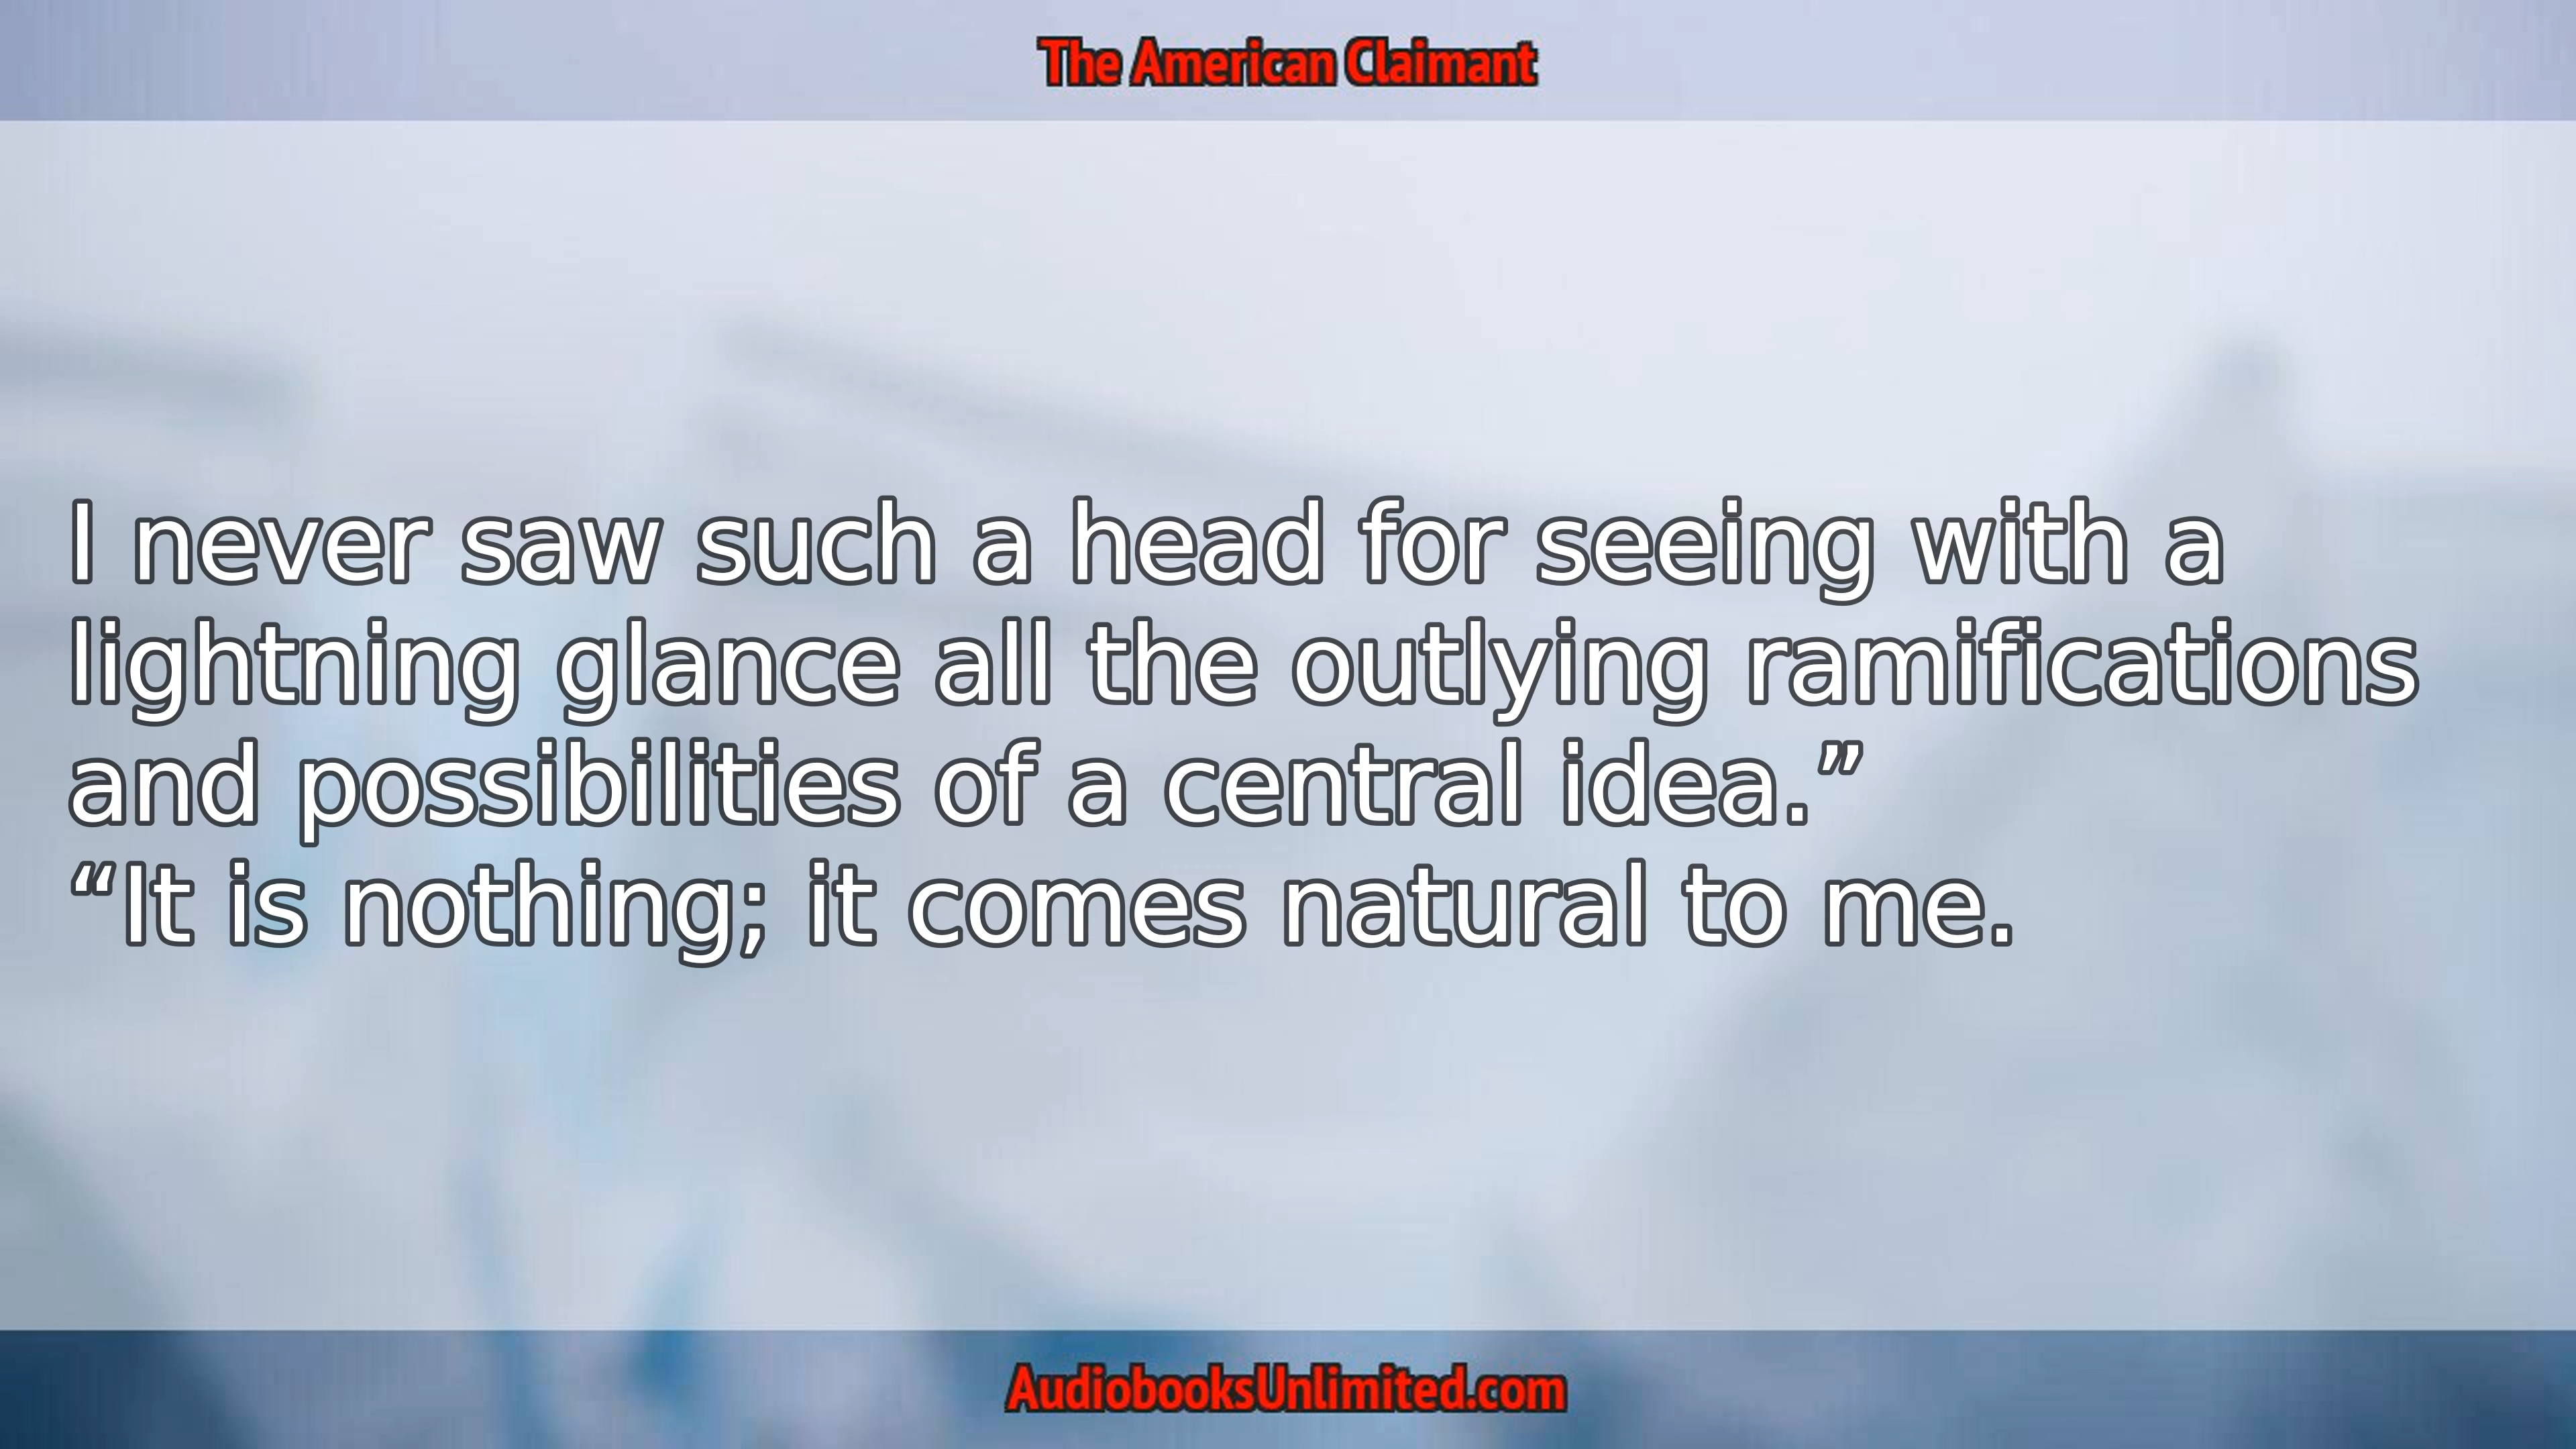 The American Claimant
I never saw such a head for seeing with a
lightning glance all the outlying ramifications
and possibilities of a central idea.”
“It is nothing; it comes natural to me.
AudiobooksUnlimited.com